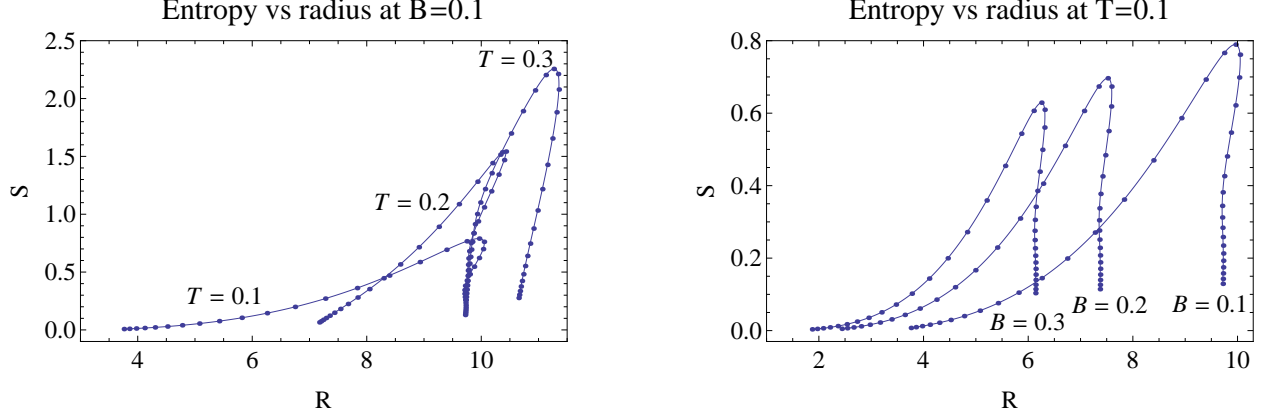 Entropy vs radius at B=0.1
2.5
2.0
1.5
1.0
0.5
0.0
S
T = 0.3
T = 0.2
T = 0.1
4
6
8
10
R
Entropy vs radius at T=0.1
0.8
0.6
0.4
0.2
0.0
S
B = 0.3
B = 0.2
B = 0.1
2
4
6
8
10
R